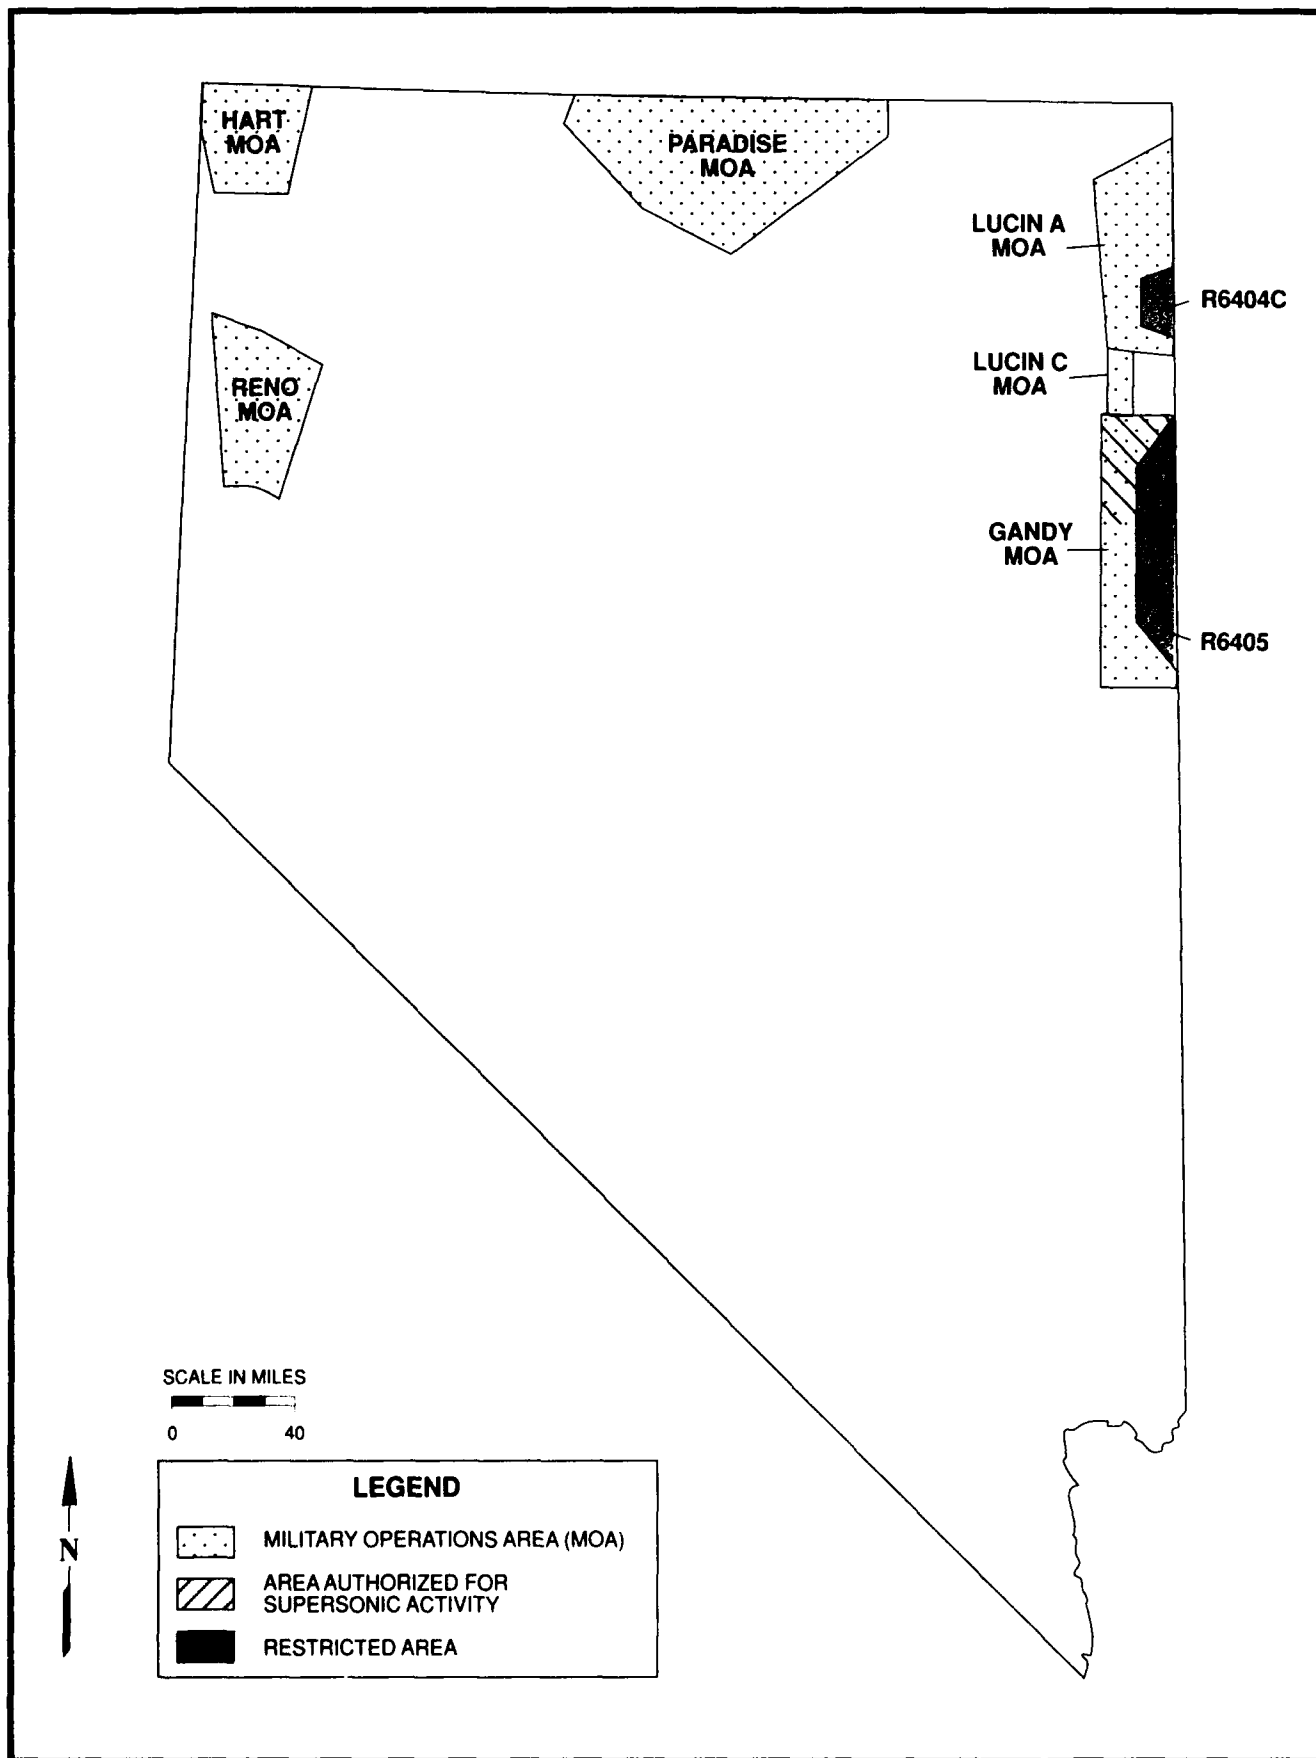 HART
MOA
PARADISE
MOA
LUCIN A
MOA
R6404C
LUCIN C
MOA
RENO
MOA
GANDY
MOA
R6405
SCALE IN MILES
0 40
N
LEGEND
MILITARY OPERATIONS AREA (MOA)
AREA AUTHORIZED FOR
SUPERSONIC ACTIVITY
RESTRICTED AREA